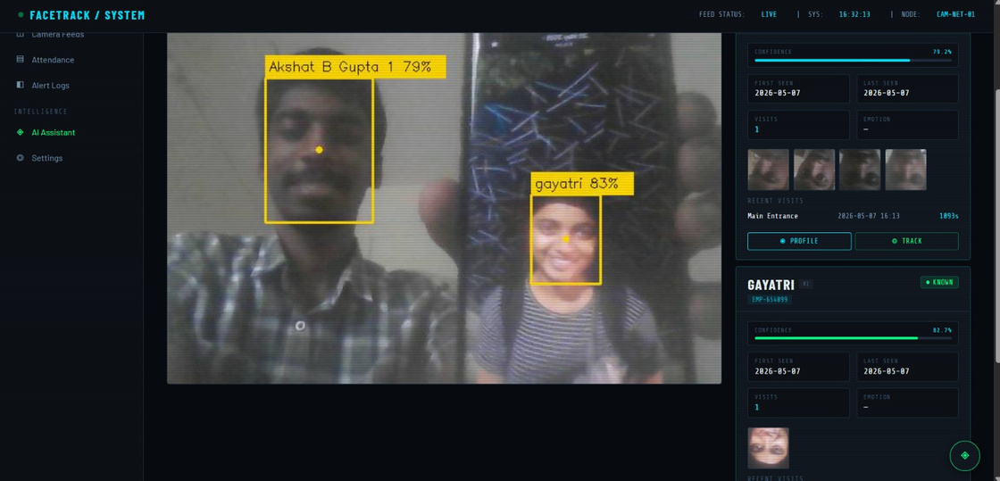 FACETRACK / SYSTEM
FEED STATUS: LIVE | SYS: 16:32:13 | NODE: CAM-NET-01
Camera Feeds
Attendance
Alert Logs
INTELLIGENCE
AI Assistant
Settings
Akshat B Gupta 1 79%
gayatri 83%
CONFIDENCE 79.2%
FIRST SEEN
2026-05-07
LAST SEEN
2026-05-07
VISITS
1
EMOTION
—
RECENT VISITS
Main Entrance 2026-05-07 16:13 1093s
PROFILE
TRACK
GAYATRI #1
KNOWN
EMP-654899
CONFIDENCE 82.7%
FIRST SEEN
2026-05-07
LAST SEEN
2026-05-07
VISITS
1
EMOTION
—
RECENT VISITS